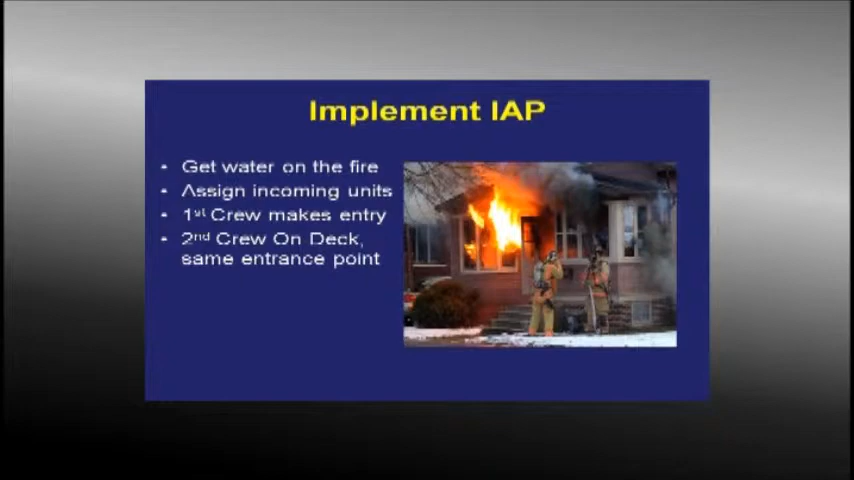 Implement IAP
• Get water on the fire
• Assign incoming units
• 1st Crew makes entry
• 2nd Crew On Deck,
same entrance point